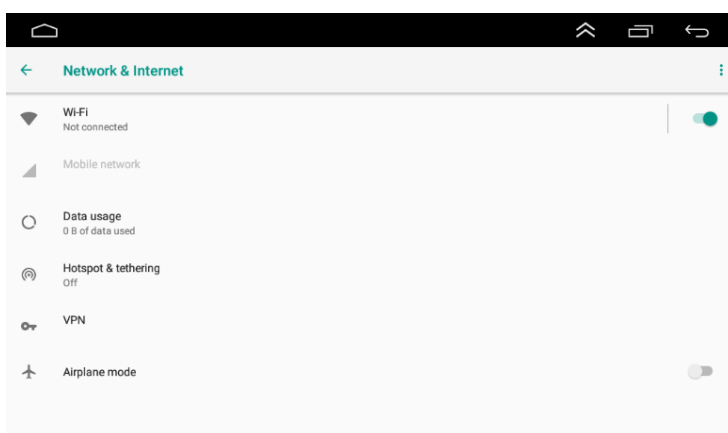 Network & Internet
Wi-Fi
Not connected
Mobile network
Data usage
0 B of data used
Hotspot & tethering
Off
VPN
Airplane mode